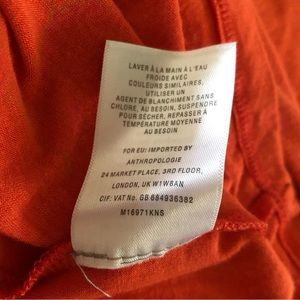 LAVER À LA MAIN À L'EAU
FROIDE AVEC
COULEURS SIMILAIRES,
UTILISER UN
AGENT DE BLANCHIMENT SANS
CHLORE, AU BESOIN, SUSPENDRE
POUR SÉCHER, REPASSER À
TEMPÉRATURE MOYENNE
AU BESOIN
FOR EU: IMPORTED BY
ANTHROPOLOGIE
24 MARKET PLACE, 3RD FLOOR,
LONDON, UK W1W8AN
CIF: VAT No: GB 684936382
M16971KNS